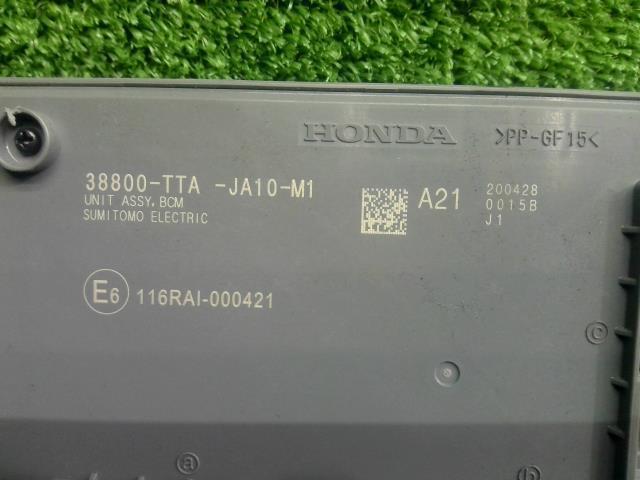 HONDA >PP-GF15<
38800-TTA -JA10-M1
UNIT ASSY, BCM
SUMITOMO ELECTRIC
A21
200428
0015B
J1
E6 116RAI-000421
c
a
b